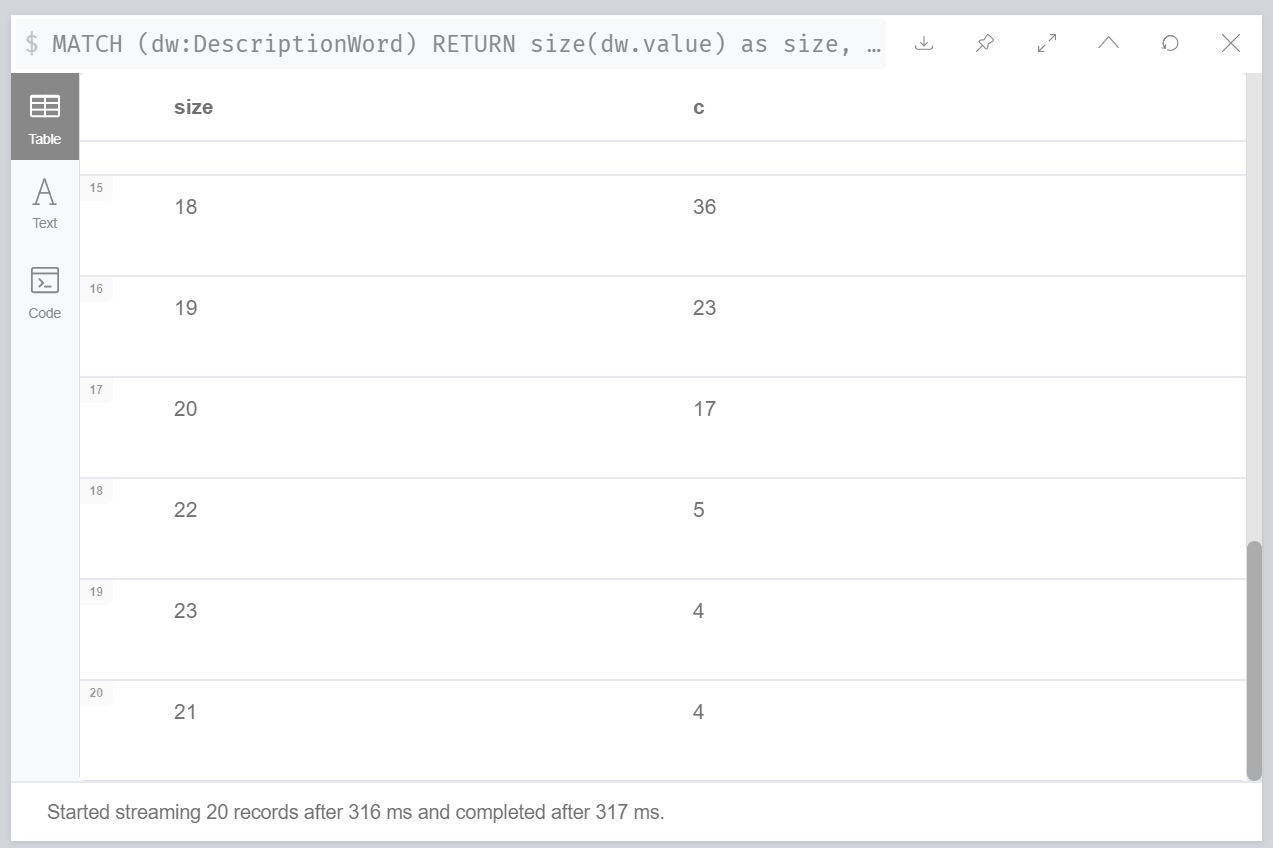 $ MATCH (dw:DescriptionWord) RETURN size(dw.value) as size, …
Table
Text
Code
size c
15 18 36
16 19 23
17 20 17
18 22 5
19 23 4
20 21 4
Started streaming 20 records after 316 ms and completed after 317 ms.